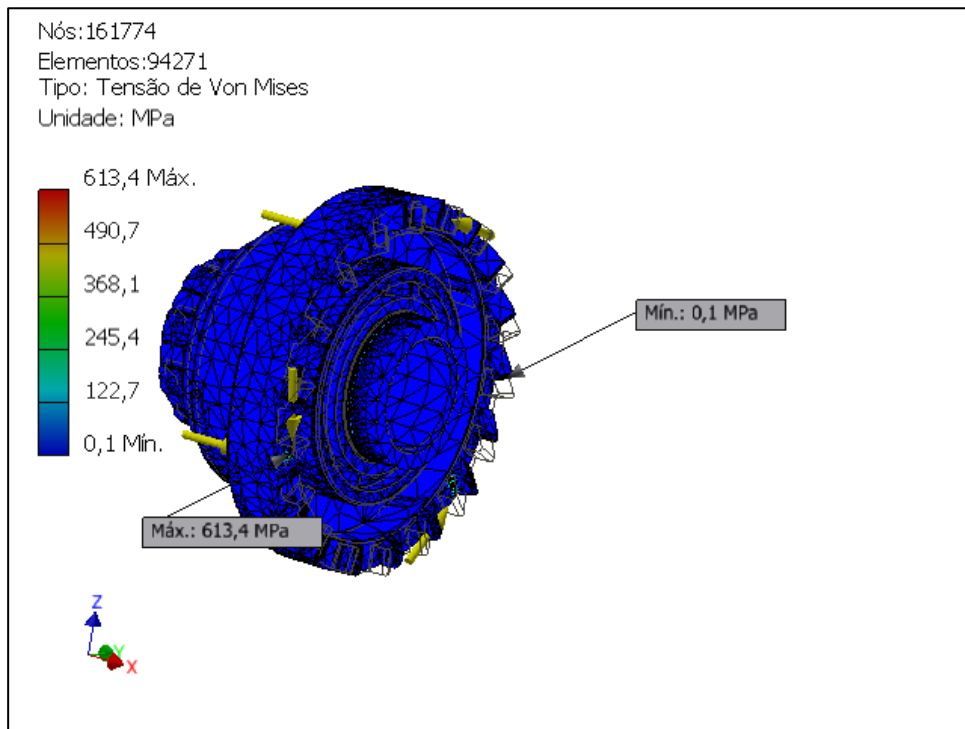 Nós:161774
Elementos:94271
Tipo: Tensão de Von Mises
Unidade: MPa
613,4 Máx.
490,7
368,1
245,4
122,7
0,1 Mín.
Mín.: 0,1 MPa
Máx.: 613,4 MPa
Z
Y
X